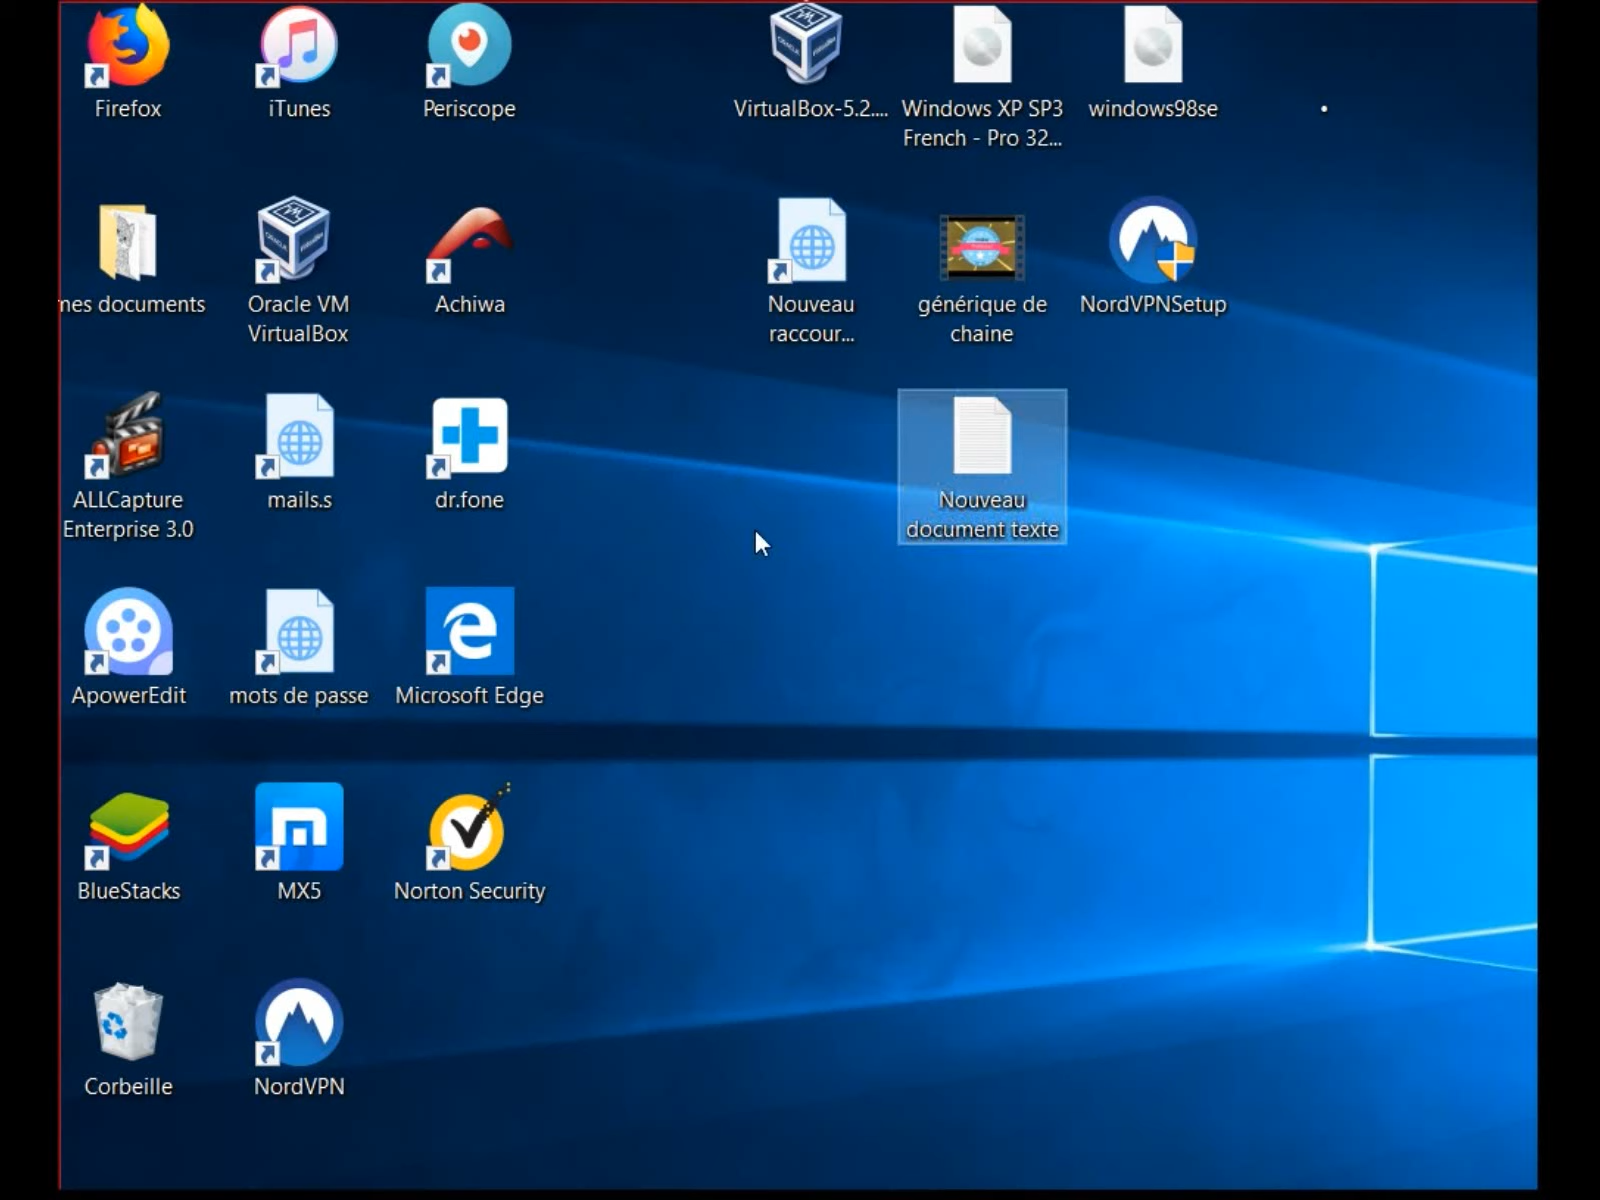 Firefox
iTunes
Periscope
VirtualBox-5.2....
Windows XP SP3
French - Pro 32...
windows98se
mes documents
Oracle VM
VirtualBox
Achiwa
Nouveau
raccour...
générique de
chaine
NordVPNSetup
ALLCapture
Enterprise 3.0
mails.s
dr.fone
Nouveau
document texte
ApowerEdit
mots de passe
Microsoft Edge
BlueStacks
MX5
Norton Security
Corbeille
NordVPN